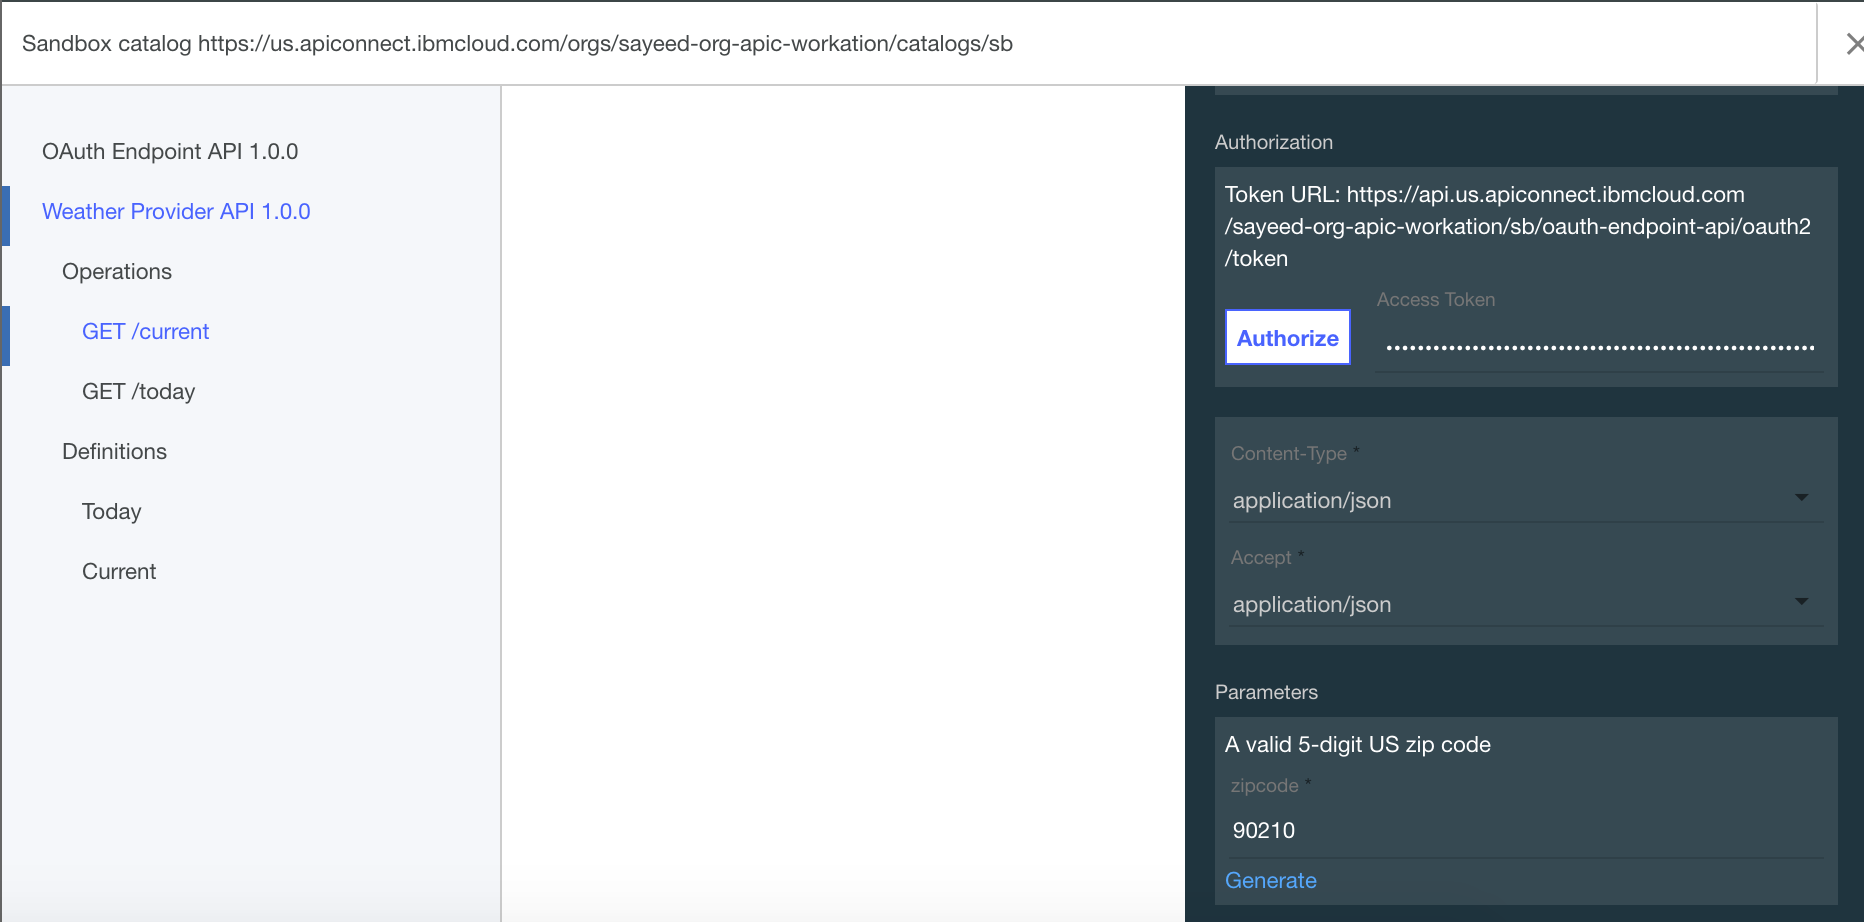 Sandbox catalog https://us.apiconnect.ibmcloud.com/orgs/sayeed-org-apic-workation/catalogs/sb
OAuth Endpoint API 1.0.0
Weather Provider API 1.0.0
Operations
GET /current
GET /today
Definitions
Today
Current
Authorization
Token URL: https://api.us.apiconnect.ibmcloud.com
/sayeed-org-apic-workation/sb/oauth-endpoint-api/oauth2
/token
Access Token
Authorize
Content-Type *
application/json
Accept *
application/json
Parameters
A valid 5-digit US zip code
zipcode *
90210
Generate